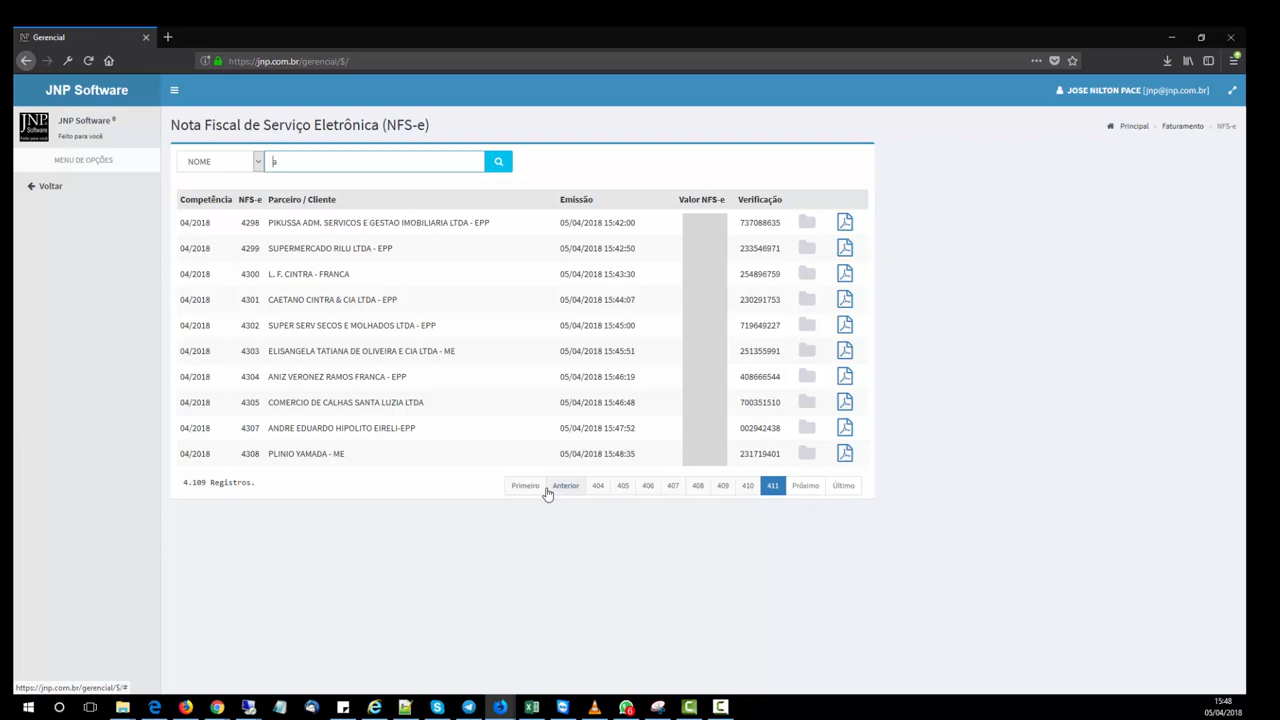 Gerencial
https://jnp.com.br/gerencial/$/
JNP Software
JOSE NILTON PACE [jnp@jnp.com.br]
JNP Software ®
Feito para você
MENU DE OPÇÕES
Voltar
Nota Fiscal de Serviço Eletrônica (NFS-e)
Principal > Faturamento > NFS-e
NOME a
Competência NFS-e Parceiro / Cliente Emissão Valor NFS-e Verificação
04/2018 4298 PIKUSSA ADM. SERVICOS E GESTAO IMOBILIARIA LTDA - EPP 05/04/2018 15:42:00 737088635
04/2018 4299 SUPERMERCADO RILU LTDA - EPP 05/04/2018 15:42:50 233546971
04/2018 4300 L. F. CINTRA - FRANCA 05/04/2018 15:43:30 254896759
04/2018 4301 CAETANO CINTRA & CIA LTDA - EPP 05/04/2018 15:44:07 230291753
04/2018 4302 SUPER SERV SECOS E MOLHADOS LTDA - EPP 05/04/2018 15:45:00 719649227
04/2018 4303 ELISANGELA TATIANA DE OLIVEIRA E CIA LTDA - ME 05/04/2018 15:45:51 251355991
04/2018 4304 ANIZ VERONEZ RAMOS FRANCA - EPP 05/04/2018 15:46:19 408666544
04/2018 4305 COMERCIO DE CALHAS SANTA LUZIA LTDA 05/04/2018 15:46:48 700351510
04/2018 4307 ANDRE EDUARDO HIPOLITO EIRELI-EPP 05/04/2018 15:47:52 002942438
04/2018 4308 PLINIO YAMADA - ME 05/04/2018 15:48:35 231719401
4.109 Registros.
Primeiro Anterior 404 405 406 407 408 409 410 411 Próximo Último
https://jnp.com.br/gerencial/$/#
15:48
05/04/2018